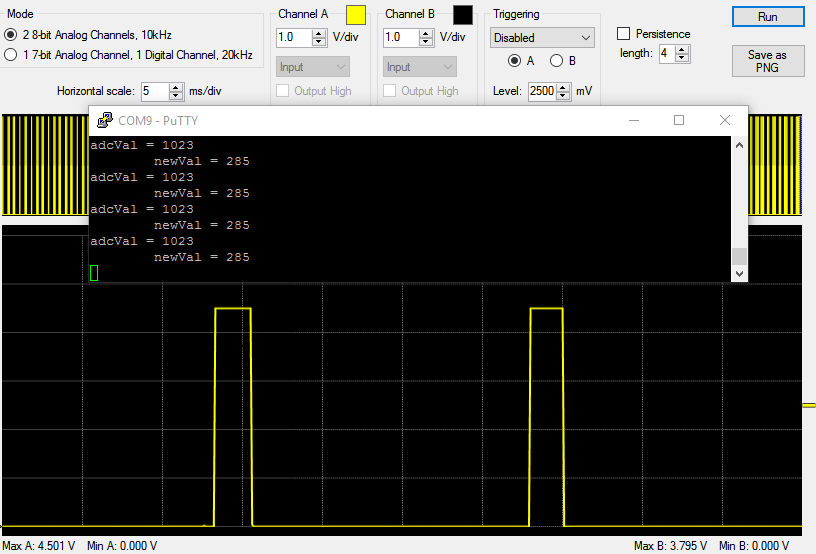 Mode
2 8-bit Analog Channels, 10kHz
1 7-bit Analog Channels, 1 Digital Channel, 20kHz
Horizontal scale: 5 ms/div
Channel A
1.0 V/div
Input
Output High
Channel B
1.0 V/div
Input
Output High
Triggering
Disabled
A B
Level: 2500 mV
Persistence
length: 4
Run
Save as
PNG
COM9 - PuTTY
adcVal = 1023
newVal = 285
adcVal = 1023
newVal = 285
adcVal = 1023
newVal = 285
adcVal = 1023
newVal = 285
Max A: 4.501 V Min A: 0.000 V
Max B: 3.795 V Min B: 0.000 V